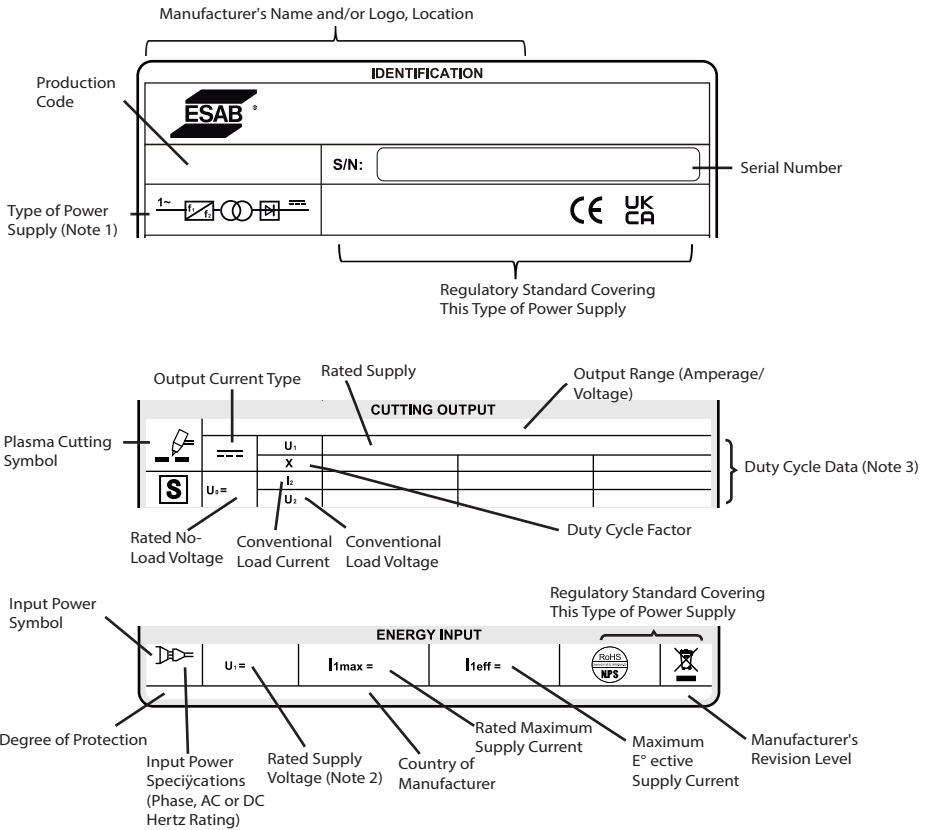 Manufacturer's Name and/or Logo, Location
IDENTIFICATION
Production
Code
ESAB ®
S/N:
Serial Number
Type of Power
Supply (Note 1)
1~
f₁
f₂
CE
UK
CA
Regulatory Standard Covering
This Type of Power Supply
Output Current Type
Rated Supply
Output Range (Amperage/
Voltage)
CUTTING OUTPUT
Plasma Cutting
Symbol
U₁
X
Duty Cycle Data (Note 3)
S
U₀=
I₂
U₂
Rated No-
Load Voltage
Conventional
Load Current
Conventional
Load Voltage
Duty Cycle Factor
Input Power
Symbol
Regulatory Standard Covering
This Type of Power Supply
ENERGY INPUT
U₁=
I1max =
I1eff =
RoHS
NPS
Degree of Protection
Input Power
Speciÿcations
(Phase, AC or DC
Hertz Rating)
Rated Supply
Voltage (Note 2)
Country of
Manufacturer
Rated Maximum
Supply Current
Maximum
E° ective
Supply Current
Manufacturer's
Revision Level